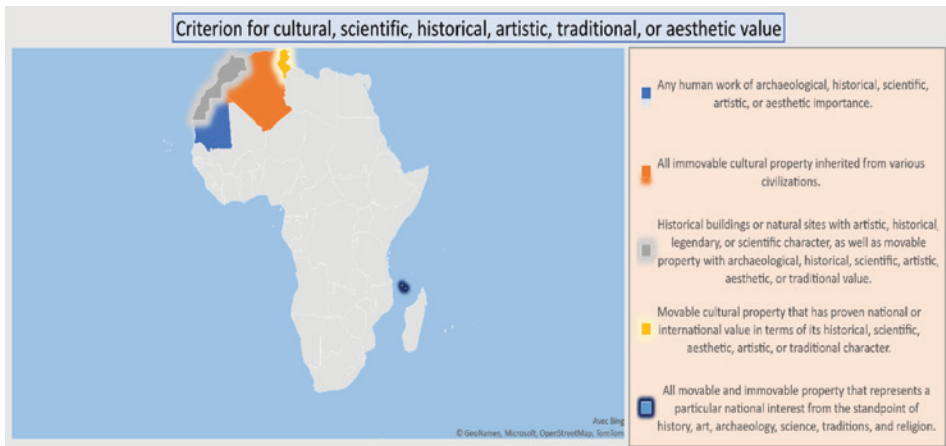 Criterion for cultural, scientific, historical, artistic, traditional, or aesthetic value
Any human work of archaeological, historical, scientific,
artistic, or aesthetic importance.
All immovable cultural property inherited from various
civilizations.
Historical buildings or natural sites with artistic, historical,
legendary, or scientific character, as well as movable
property with archaeological, historical, scientific, artistic,
aesthetic, or traditional value.
Movable cultural property that has proven national or
international value in terms of its historical, scientific,
aesthetic, artistic, or traditional character.
All movable and immovable property that represents a
particular national interest from the standpoint of
history, art, archaeology, science, traditions, and religion.
Avec Bing
© GeoNames, Microsoft, OpenStreetMap, TomTom